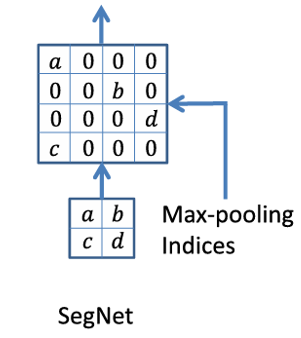 a 0 0 0
0 0 b 0
0 0 0 d
c 0 0 0
a b
c d
Max-pooling
Indices
SegNet